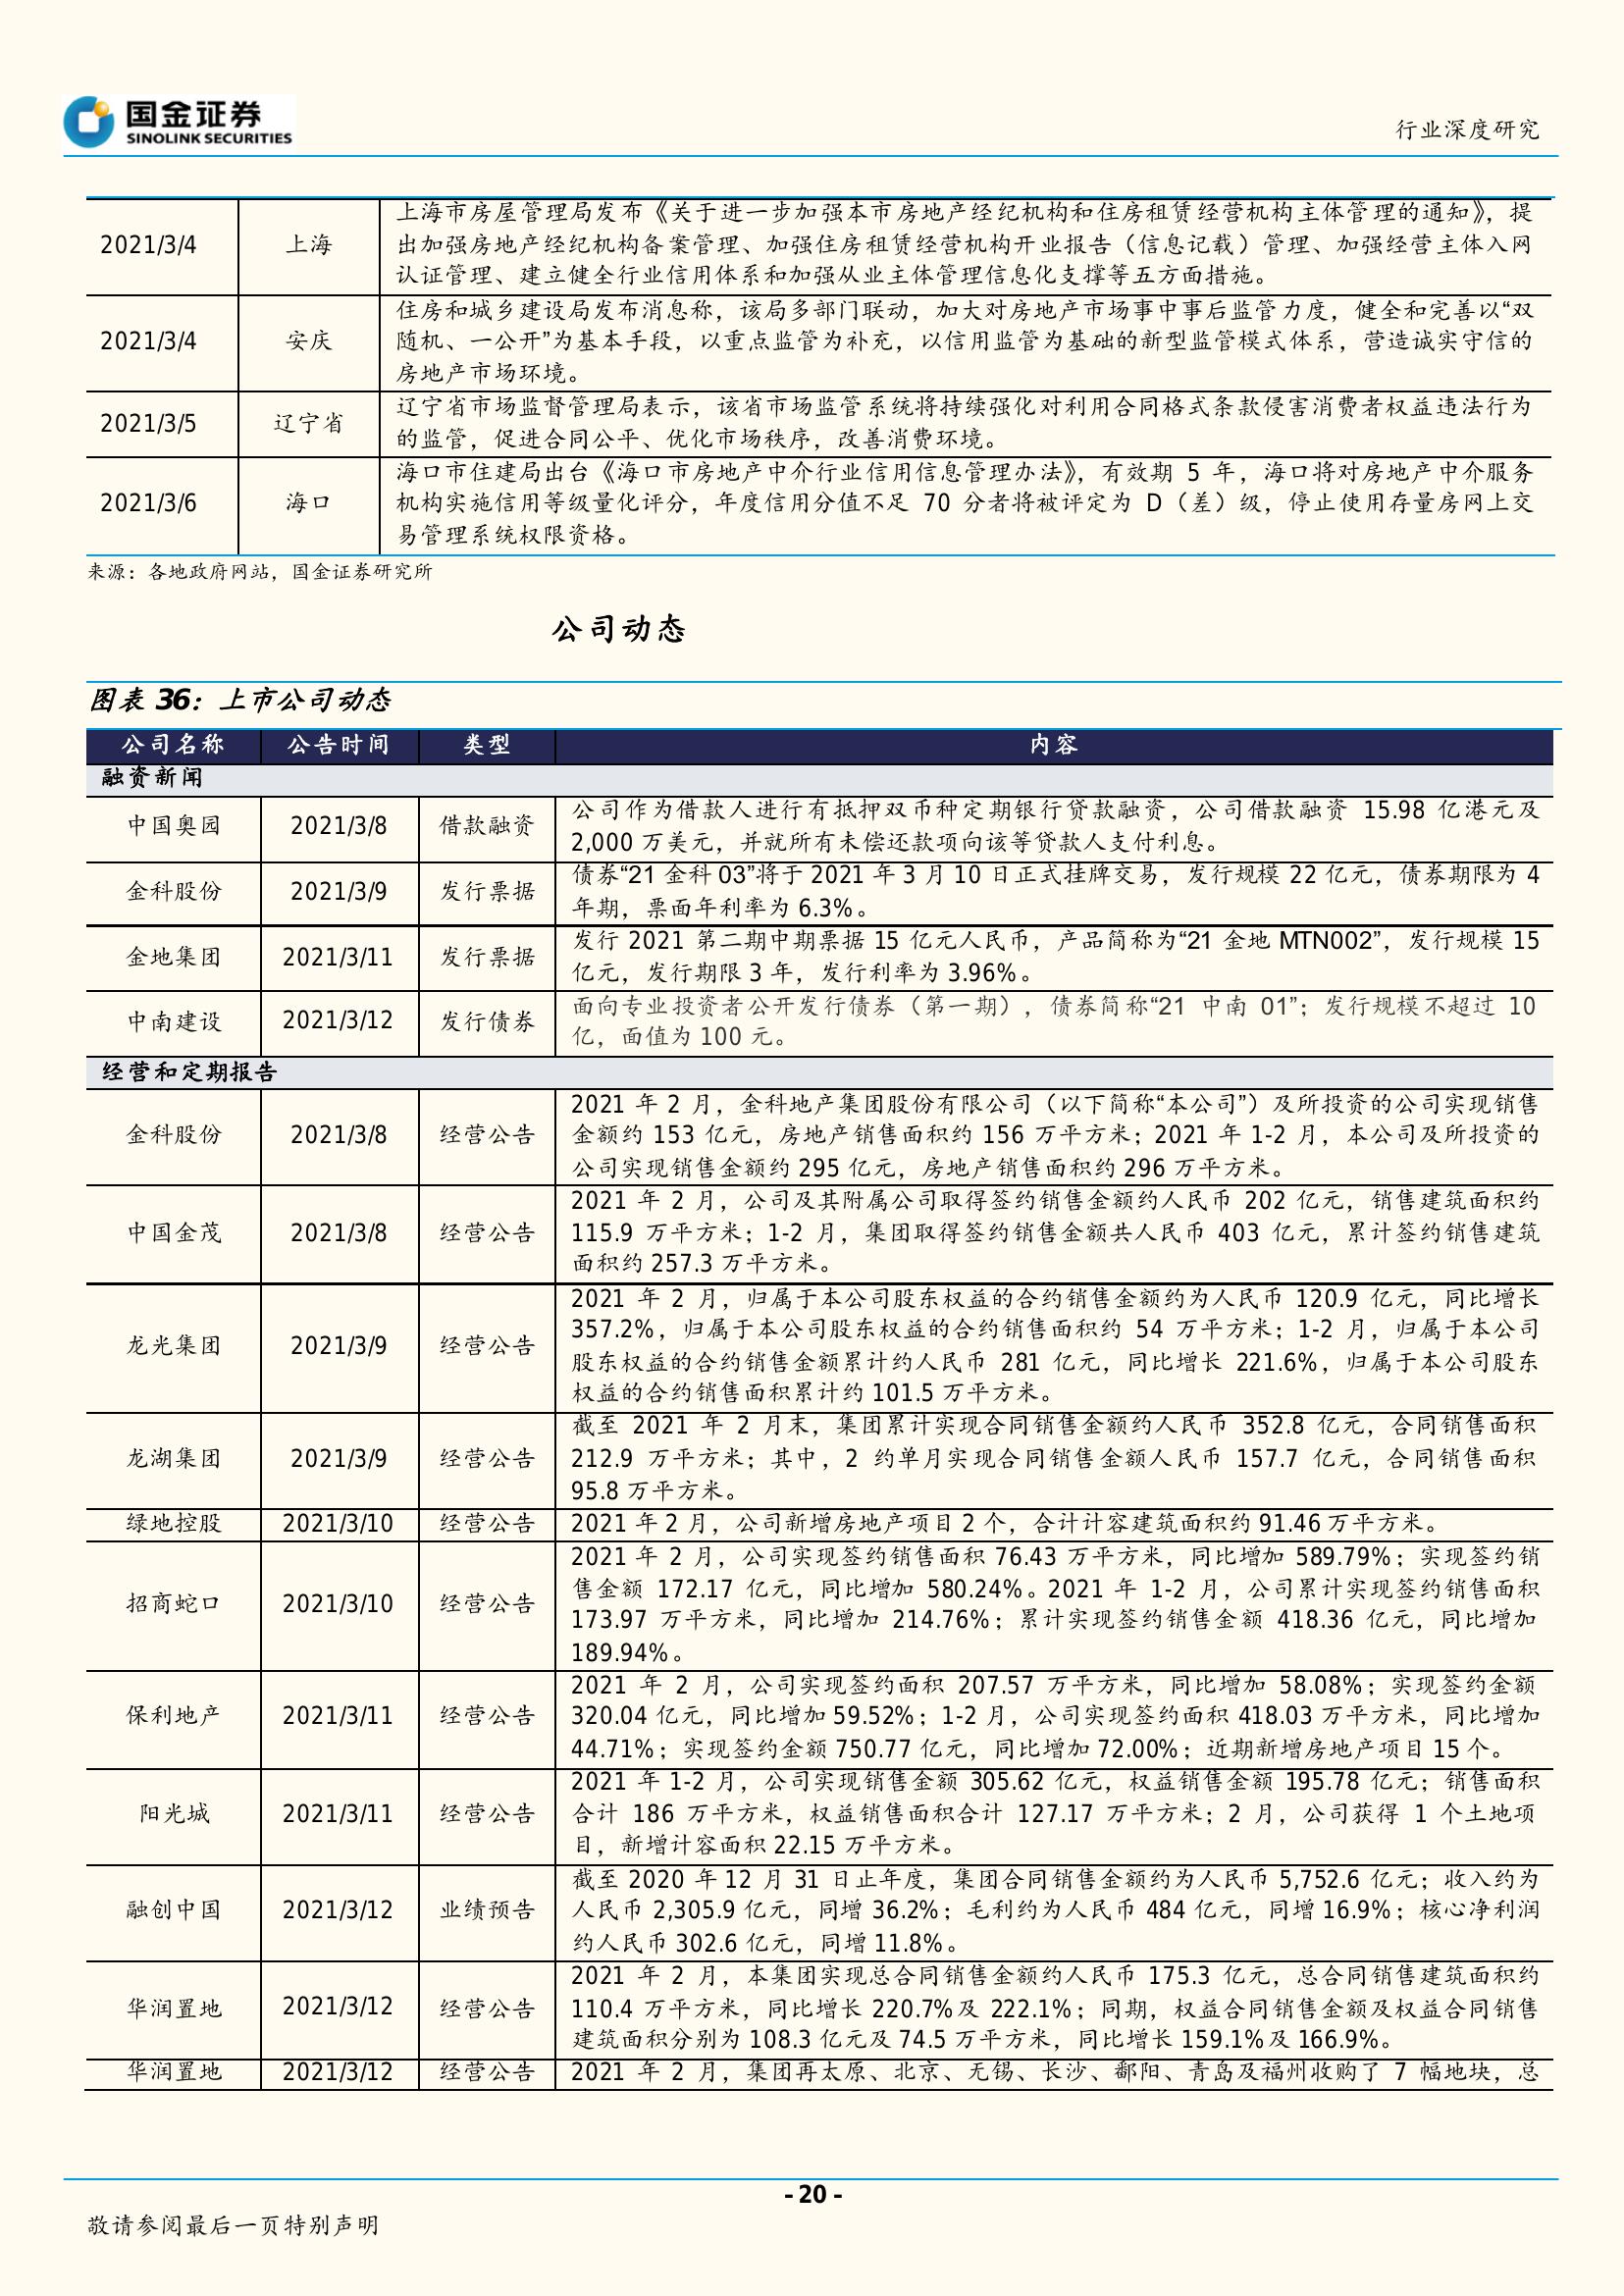 国金证券
SINOLINK SECURITIES
行业深度研究
2021/3/4
上海
上海市房屋管理局发布《关于进一步加强本市房地产经纪机构和住房租赁经营机构主体管理的通知》，提
出加强房地产经纪机构备案管理、加强住房租赁经营机构开业报告（信息记载）管理、加强经营主体入网
认证管理、建立健全行业信用体系和加强从业主体管理信息化支撑等五方面措施。
2021/3/4
安庆
住房和城乡建设局发布消息称，该局多部门联动，加大对房地产市场事中事后监管力度，健全和完善以“双
随机、一公开”为基本手段，以重点监管为补充，以信用监管为基础的新型监管模式体系，营造诚实守信的
房地产市场环境。
2021/3/5
辽宁省
辽宁省市场监督管理局表示，该省市场监管系统将持续强化对利用合同格式条款侵害消费者权益违法行为
的监管，促进合同公平、优化市场秩序，改善消费环境。
2021/3/6
海口
海口市住建局出台《海口市房地产中介行业信用信息管理办法》，有效期 5 年，海口将对房地产中介服务
机构实施信用等级量化评分，年度信用分值不足 70 分者将被评定为 D（差）级，停止使用存量房网上交
易管理系统权限资格。
来源：各地政府网站，国金证券研究所
公司动态
图表 36：上市公司动态
公司名称 公告时间 类型 内容
融资新闻
中国奥园 2021/3/8 借款融资
公司作为借款人进行有抵押双币种定期银行贷款融资，公司借款融资 15.98 亿港元及
2,000 万美元，并就所有未偿还款项向该等贷款人支付利息。
金科股份 2021/3/9 发行票据
债券“21 金科 03”将于 2021 年 3 月 10 日正式挂牌交易，发行规模 22 亿元，债券期限为 4
年期，票面年利率为 6.3%。
金地集团 2021/3/11 发行票据
发行 2021 第二期中期票据 15 亿元人民币，产品简称为“21 金地 MTN002”，发行规模 15
亿元，发行期限 3 年，发行利率为 3.96%。
中南建设 2021/3/12 发行债券
面向专业投资者公开发行债券（第一期），债券简称“21 中南 01”；发行规模不超过 10
亿，面值为 100 元。
经营和定期报告
金科股份 2021/3/8 经营公告
2021 年 2 月，金科地产集团股份有限公司（以下简称“本公司”）及所投资的公司实现销售
金额约 153 亿元，房地产销售面积约 156 万平方米；2021 年 1-2 月，本公司及所投资的
公司实现销售金额约 295 亿元，房地产销售面积约 296 万平方米。
中国金茂 2021/3/8 经营公告
2021 年 2 月，公司及其附属公司取得签约销售金额约人民币 202 亿元，销售建筑面积约
115.9 万平方米；1-2 月，集团取得签约销售金额共人民币 403 亿元，累计签约销售建筑
面积约 257.3 万平方米。
龙光集团 2021/3/9 经营公告
2021 年 2 月，归属于本公司股东权益的合约销售金额约为人民币 120.9 亿元，同比增长
357.2%，归属于本公司股东权益的合约销售面积约 54 万平方米；1-2 月，归属于本公司
股东权益的合约销售金额累计约人民币 281 亿元，同比增长 221.6%，归属于本公司股东
权益的合约销售面积累计约 101.5 万平方米。
龙湖集团 2021/3/9 经营公告
截至 2021 年 2 月末，集团累计实现合同销售金额约人民币 352.8 亿元，合同销售面积
212.9 万平方米；其中，2 约单月实现合同销售金额人民币 157.7 亿元，合同销售面积
95.8 万平方米。
绿地控股 2021/3/10 经营公告 2021 年 2 月，公司新增房地产项目 2 个，合计计容建筑面积约 91.46 万平方米。
招商蛇口 2021/3/10 经营公告
2021 年 2 月，公司实现签约销售面积 76.43 万平方米，同比增加 589.79%；实现签约销
售金额 172.17 亿元，同比增加 580.24%。2021 年 1-2 月，公司累计实现签约销售面积
173.97 万平方米，同比增加 214.76%；累计实现签约销售金额 418.36 亿元，同比增加
189.94%。
保利地产 2021/3/11 经营公告
2021 年 2 月，公司实现签约面积 207.57 万平方米，同比增加 58.08%；实现签约金额
320.04 亿元，同比增加 59.52%；1-2 月，公司实现签约面积 418.03 万平方米，同比增加
44.71%；实现签约金额 750.77 亿元，同比增加 72.00%；近期新增房地产项目 15 个。
阳光城 2021/3/11 经营公告
2021 年 1-2 月，公司实现销售金额 305.62 亿元，权益销售金额 195.78 亿元；销售面积
合计 186 万平方米，权益销售面积合计 127.17 万平方米；2 月，公司获得 1 个土地项
目，新增计容面积 22.15 万平方米。
融创中国 2021/3/12 业绩预告
截至 2020 年 12 月 31 日止年度，集团合同销售金额约为人民币 5,752.6 亿元；收入约为
人民币 2,305.9 亿元，同增 36.2%；毛利约为人民币 484 亿元，同增 16.9%；核心净利润
约人民币 302.6 亿元，同增 11.8%。
华润置地 2021/3/12 经营公告
2021 年 2 月，本集团实现总合同销售金额约人民币 175.3 亿元，总合同销售建筑面积约
110.4 万平方米，同比增长 220.7%及 222.1%；同期，权益合同销售金额及权益合同销售
建筑面积分别为 108.3 亿元及 74.5 万平方米，同比增长 159.1%及 166.9%。
华润置地 2021/3/12 经营公告 2021 年 2 月，集团再太原、北京、无锡、长沙、鄱阳、青岛及福州收购了 7 幅地块，总
- 20 -
敬请参阅最后一页特别声明